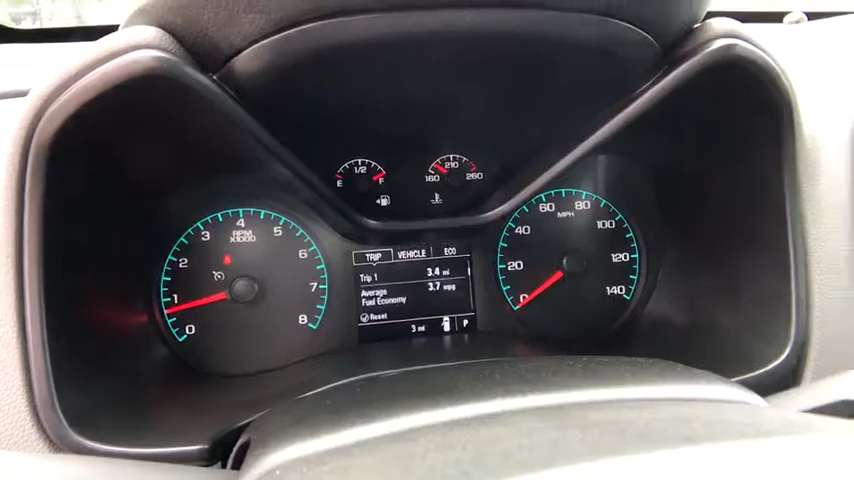 1/2
E F
210
160 260
4
3 5
RPM
X1000
2 6
1 7
0 8
TRIP VEHICLE ECO
Trip 1 3.4 mi
Average 3.7 mpg
Fuel Economy
Reset
3 mi P
60 80
MPH
40 100
20 120
0 140